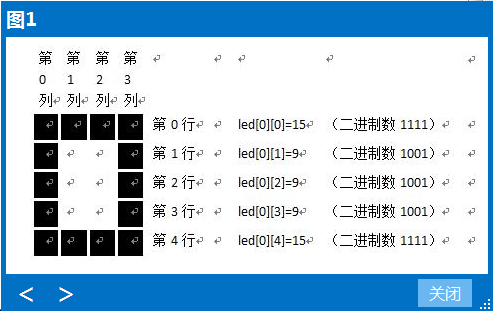 图1
第 第 第 第
0 1 2 3
列 列 列 列
第 0 行 led[0][0]=15 （二进制数 1111）
第 1 行 led[0][1]=9 （二进制数 1001）
第 2 行 led[0][2]=9 （二进制数 1001）
第 3 行 led[0][3]=9 （二进制数 1001）
第 4 行 led[0][4]=15 （二进制数 1111）
< >
关闭